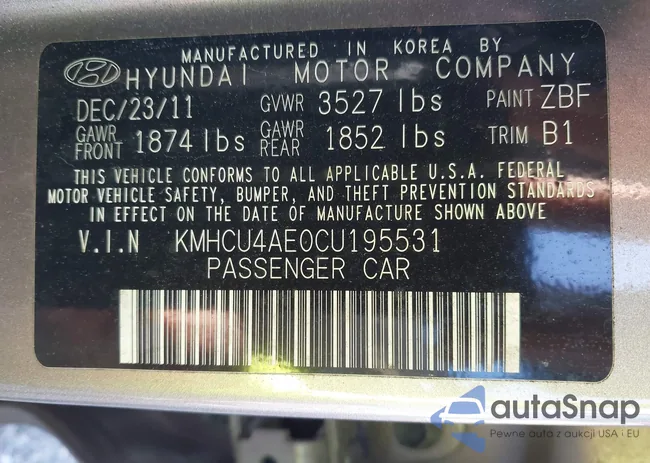 MANUFACTURED IN KOREA BY
HYUNDAI MOTOR COMPANY
DEC/23/11 GVWR 3527 lbs PAINT ZBF
GAWR FRONT 1874 lbs GAWR REAR 1852 lbs TRIM B1
THIS VEHICLE CONFORMS TO ALL APPLICABLE U.S.A. FEDERAL
MOTOR VEHICLE SAFETY, BUMPER, AND THEFT PREVENTION STANDARDS
IN EFFECT ON THE DATE OF MANUFACTURE SHOWN ABOVE
V.I.N KMHCU4AE0CU195531
PASSENGER CAR
autaSnap
Pewne auta z aukcji USA i EU